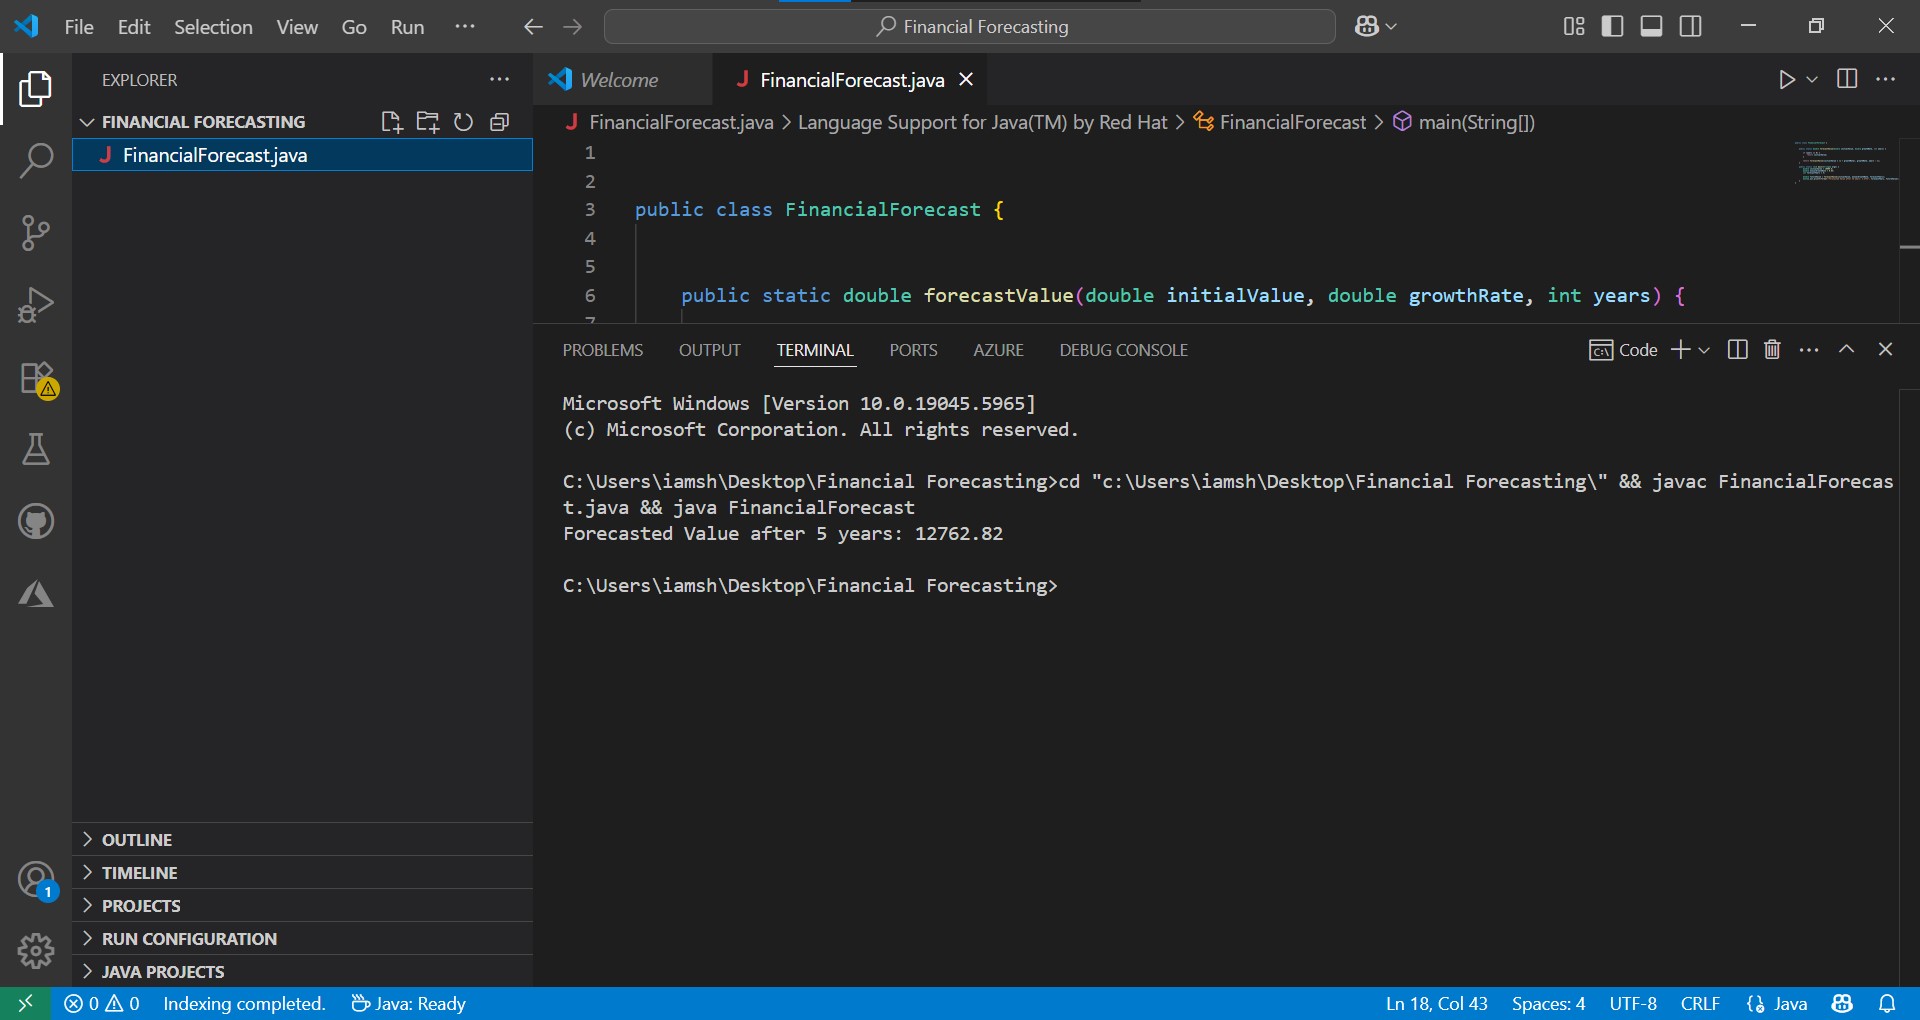 File Edit Selection View Go Run ···
Financial Forecasting
EXPLORER
FINANCIAL FORECASTING
FinancialForecast.java
OUTLINE
TIMELINE
PROJECTS
RUN CONFIGURATION
JAVA PROJECTS
1
Welcome
J FinancialForecast.java
J FinancialForecast.java > Language Support for Java(TM) by Red Hat > FinancialForecast > main(String[])
1
2
3 public class FinancialForecast {
4
5
6 public static double forecastValue(double initialValue, double growthRate, int years) {
7
PROBLEMS OUTPUT TERMINAL PORTS AZURE DEBUG CONSOLE
Code
Microsoft Windows [Version 10.0.19045.5965]
(c) Microsoft Corporation. All rights reserved.
C:\Users\iamsh\Desktop\Financial Forecasting>cd "c:\Users\iamsh\Desktop\Financial Forecasting\" && javac FinancialForecas
t.java && java FinancialForecast
Forecasted Value after 5 years: 12762.82
C:\Users\iamsh\Desktop\Financial Forecasting>
0 0 Indexing completed. Java: Ready
Ln 18, Col 43 Spaces: 4 UTF-8 CRLF Java